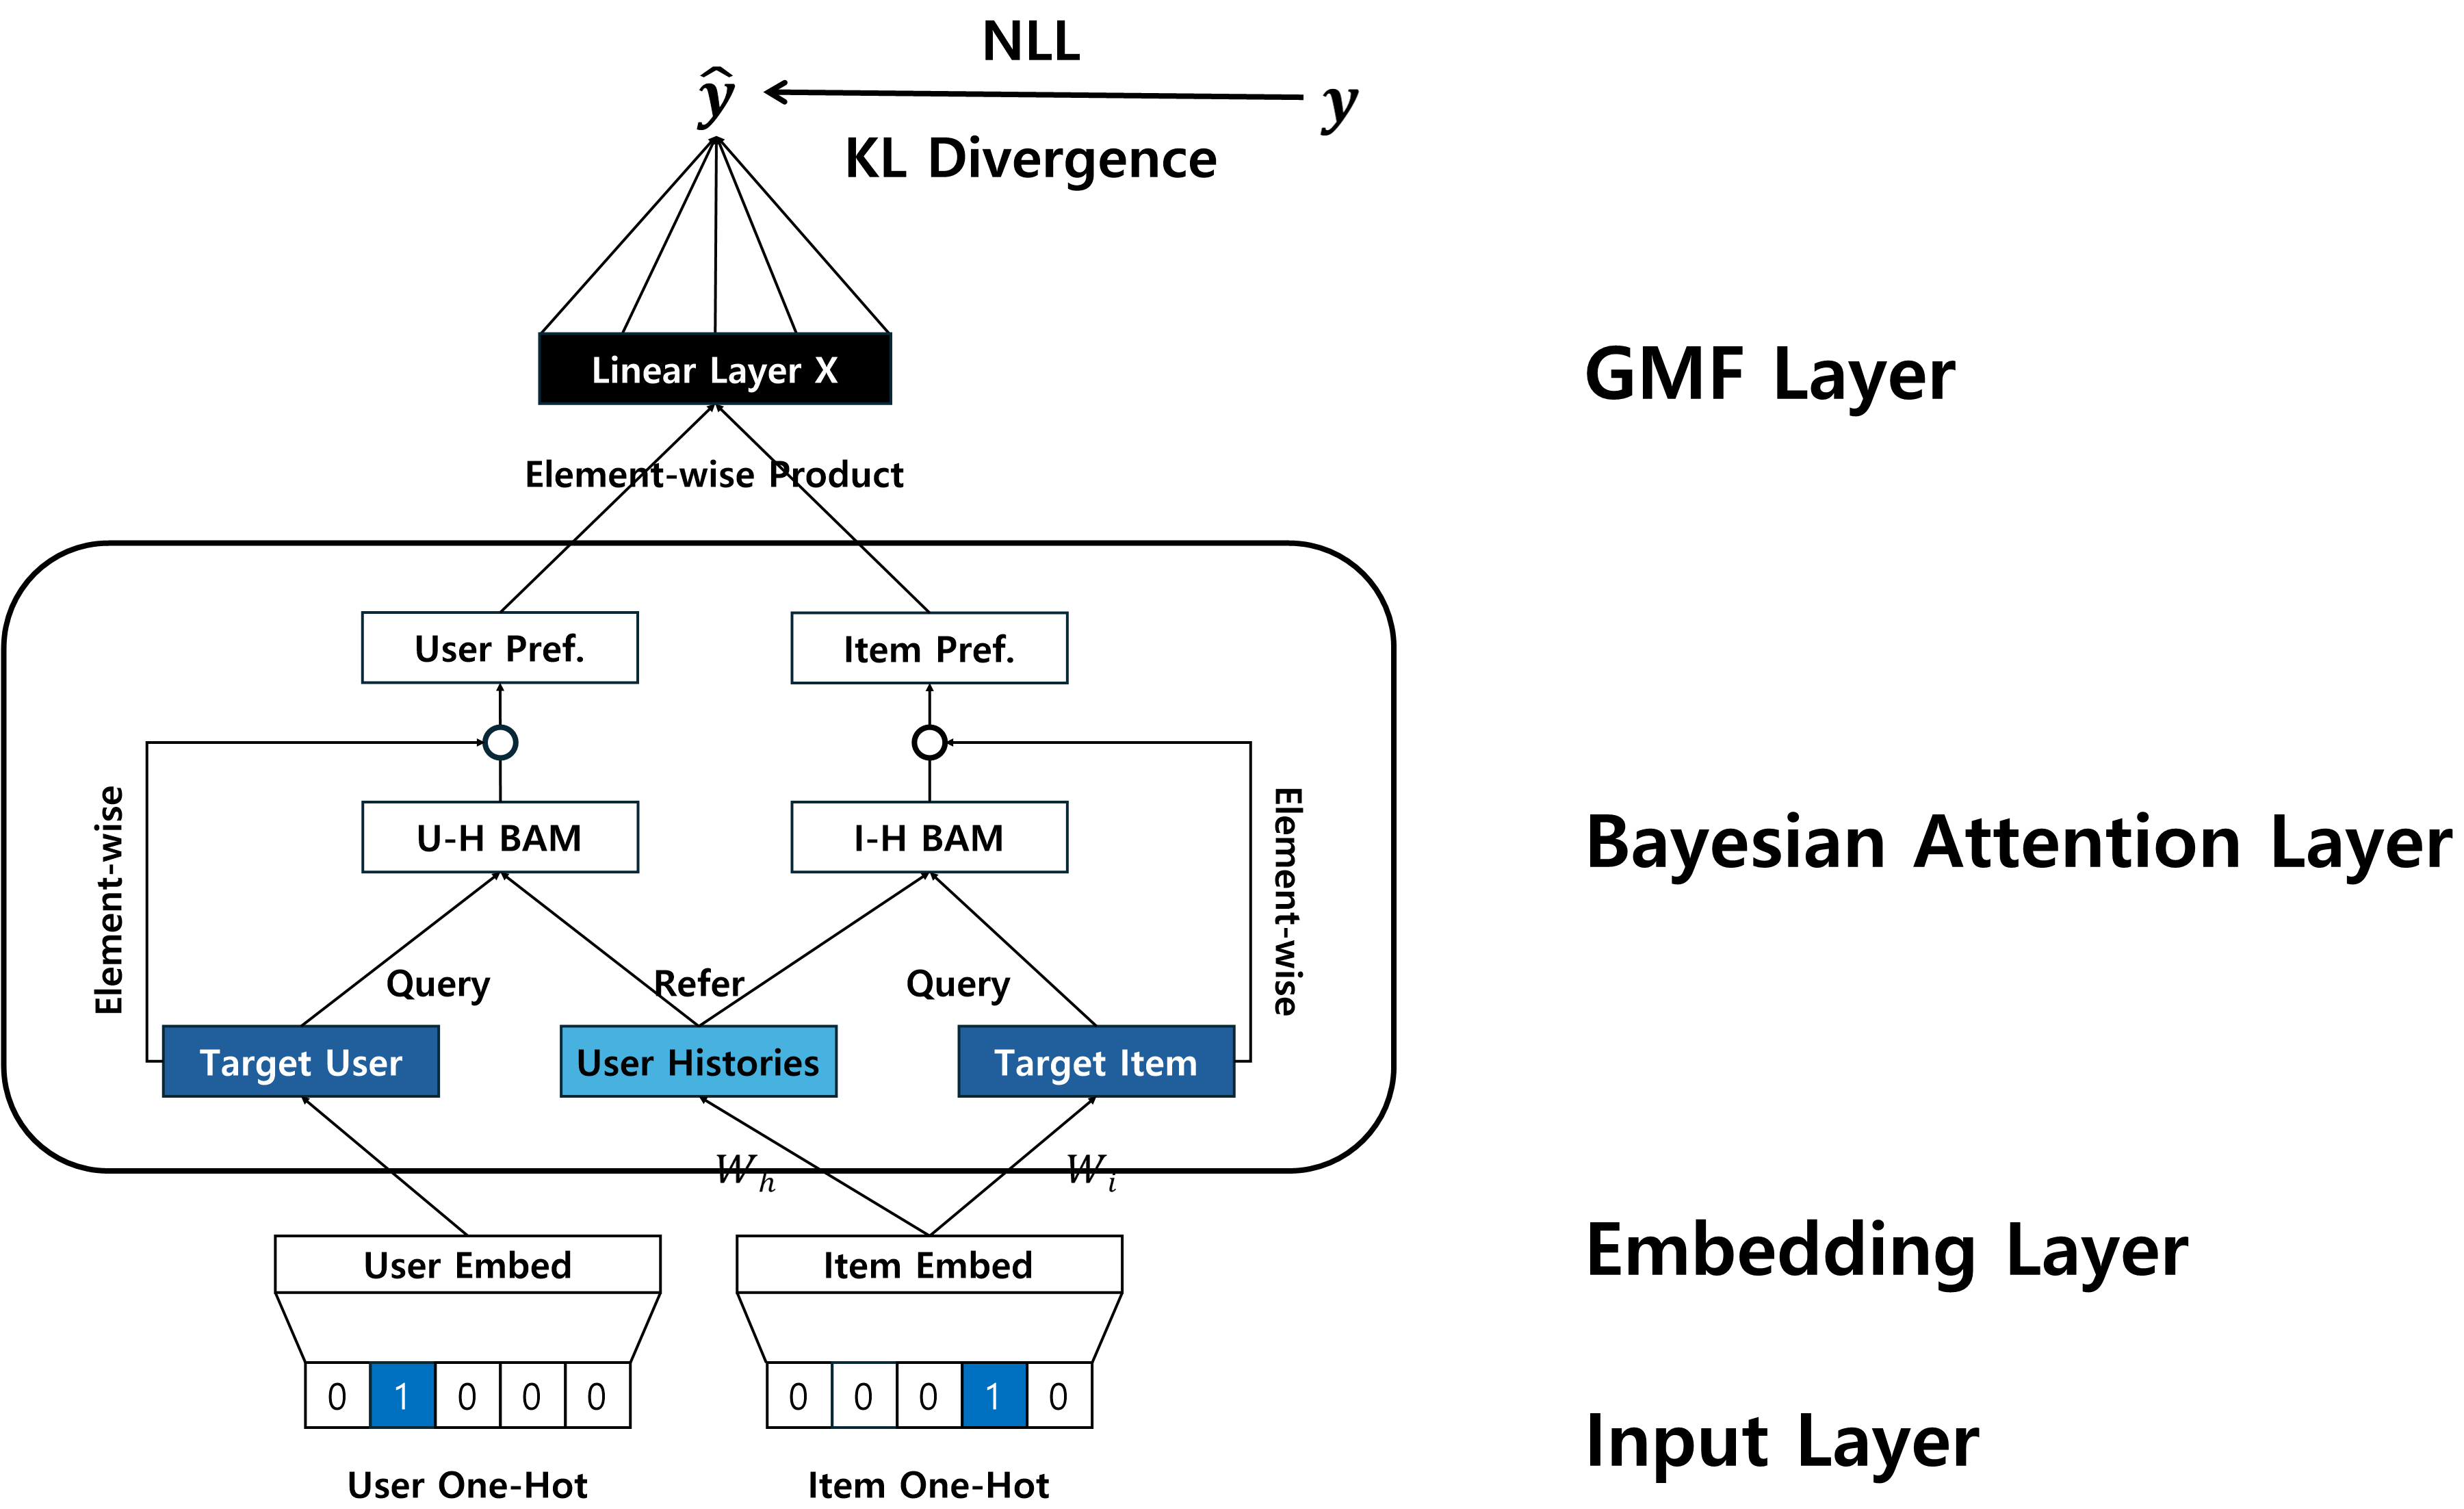 NLL
ŷ
y
KL Divergence
Linear Layer X
GMF Layer
Element-wise Product
User Pref.
Item Pref.
Element-wise
Element-wise
U-H BAM
I-H BAM
Bayesian Attention Layer
Query
Refer
Query
Target User
User Histories
Target Item
W_h
W_i
User Embed
Item Embed
Embedding Layer
0 1 0 0 0
0 0 0 1 0
Input Layer
User One-Hot
Item One-Hot